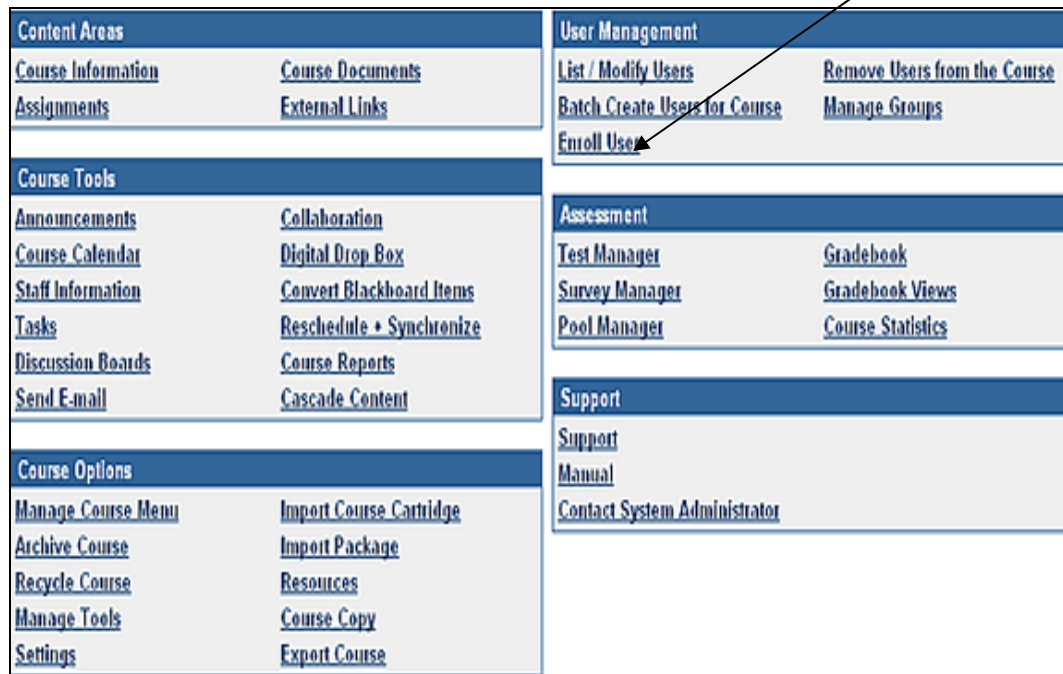 Content Areas
Course Information Course Documents
Assignments External Links
Course Tools
Announcements Collaboration
Course Calendar Digital Drop Box
Staff Information Convert Blackboard Items
Tasks Reschedule + Synchronize
Discussion Boards Course Reports
Send E-mail Cascade Content
Course Options
Manage Course Menu Import Course Cartridge
Archive Course Import Package
Recycle Course Resources
Manage Tools Course Copy
Settings Export Course
User Management
List / Modify Users Remove Users from the Course
Batch Create Users for Course Manage Groups
Enroll User
Assessment
Test Manager Gradebook
Survey Manager Gradebook Views
Pool Manager Course Statistics
Support
Support
Manual
Contact System Administrator